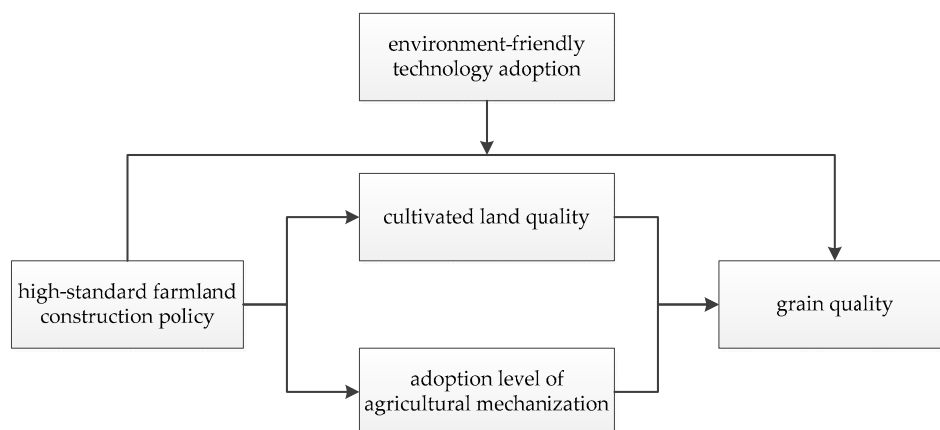 environment-friendly
technology adoption
cultivated land quality
high-standard farmland
construction policy
grain quality
adoption level of
agricultural mechanization